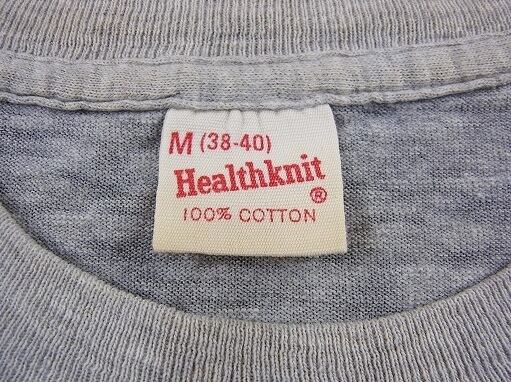 M (38-40)
Healthknit
®
100% COTTON